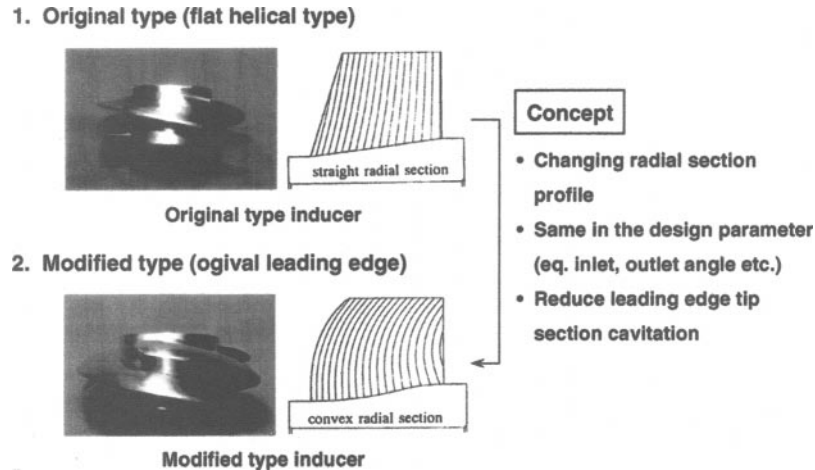 1. Original type (flat helical type)
straight radial section
Original type inducer
2. Modified type (ogival leading edge)
convex radial section
Modified type inducer
Concept
• Changing radial section
profile
• Same in the design parameter
(eq. inlet, outlet angle etc.)
• Reduce leading edge tip
section cavitation